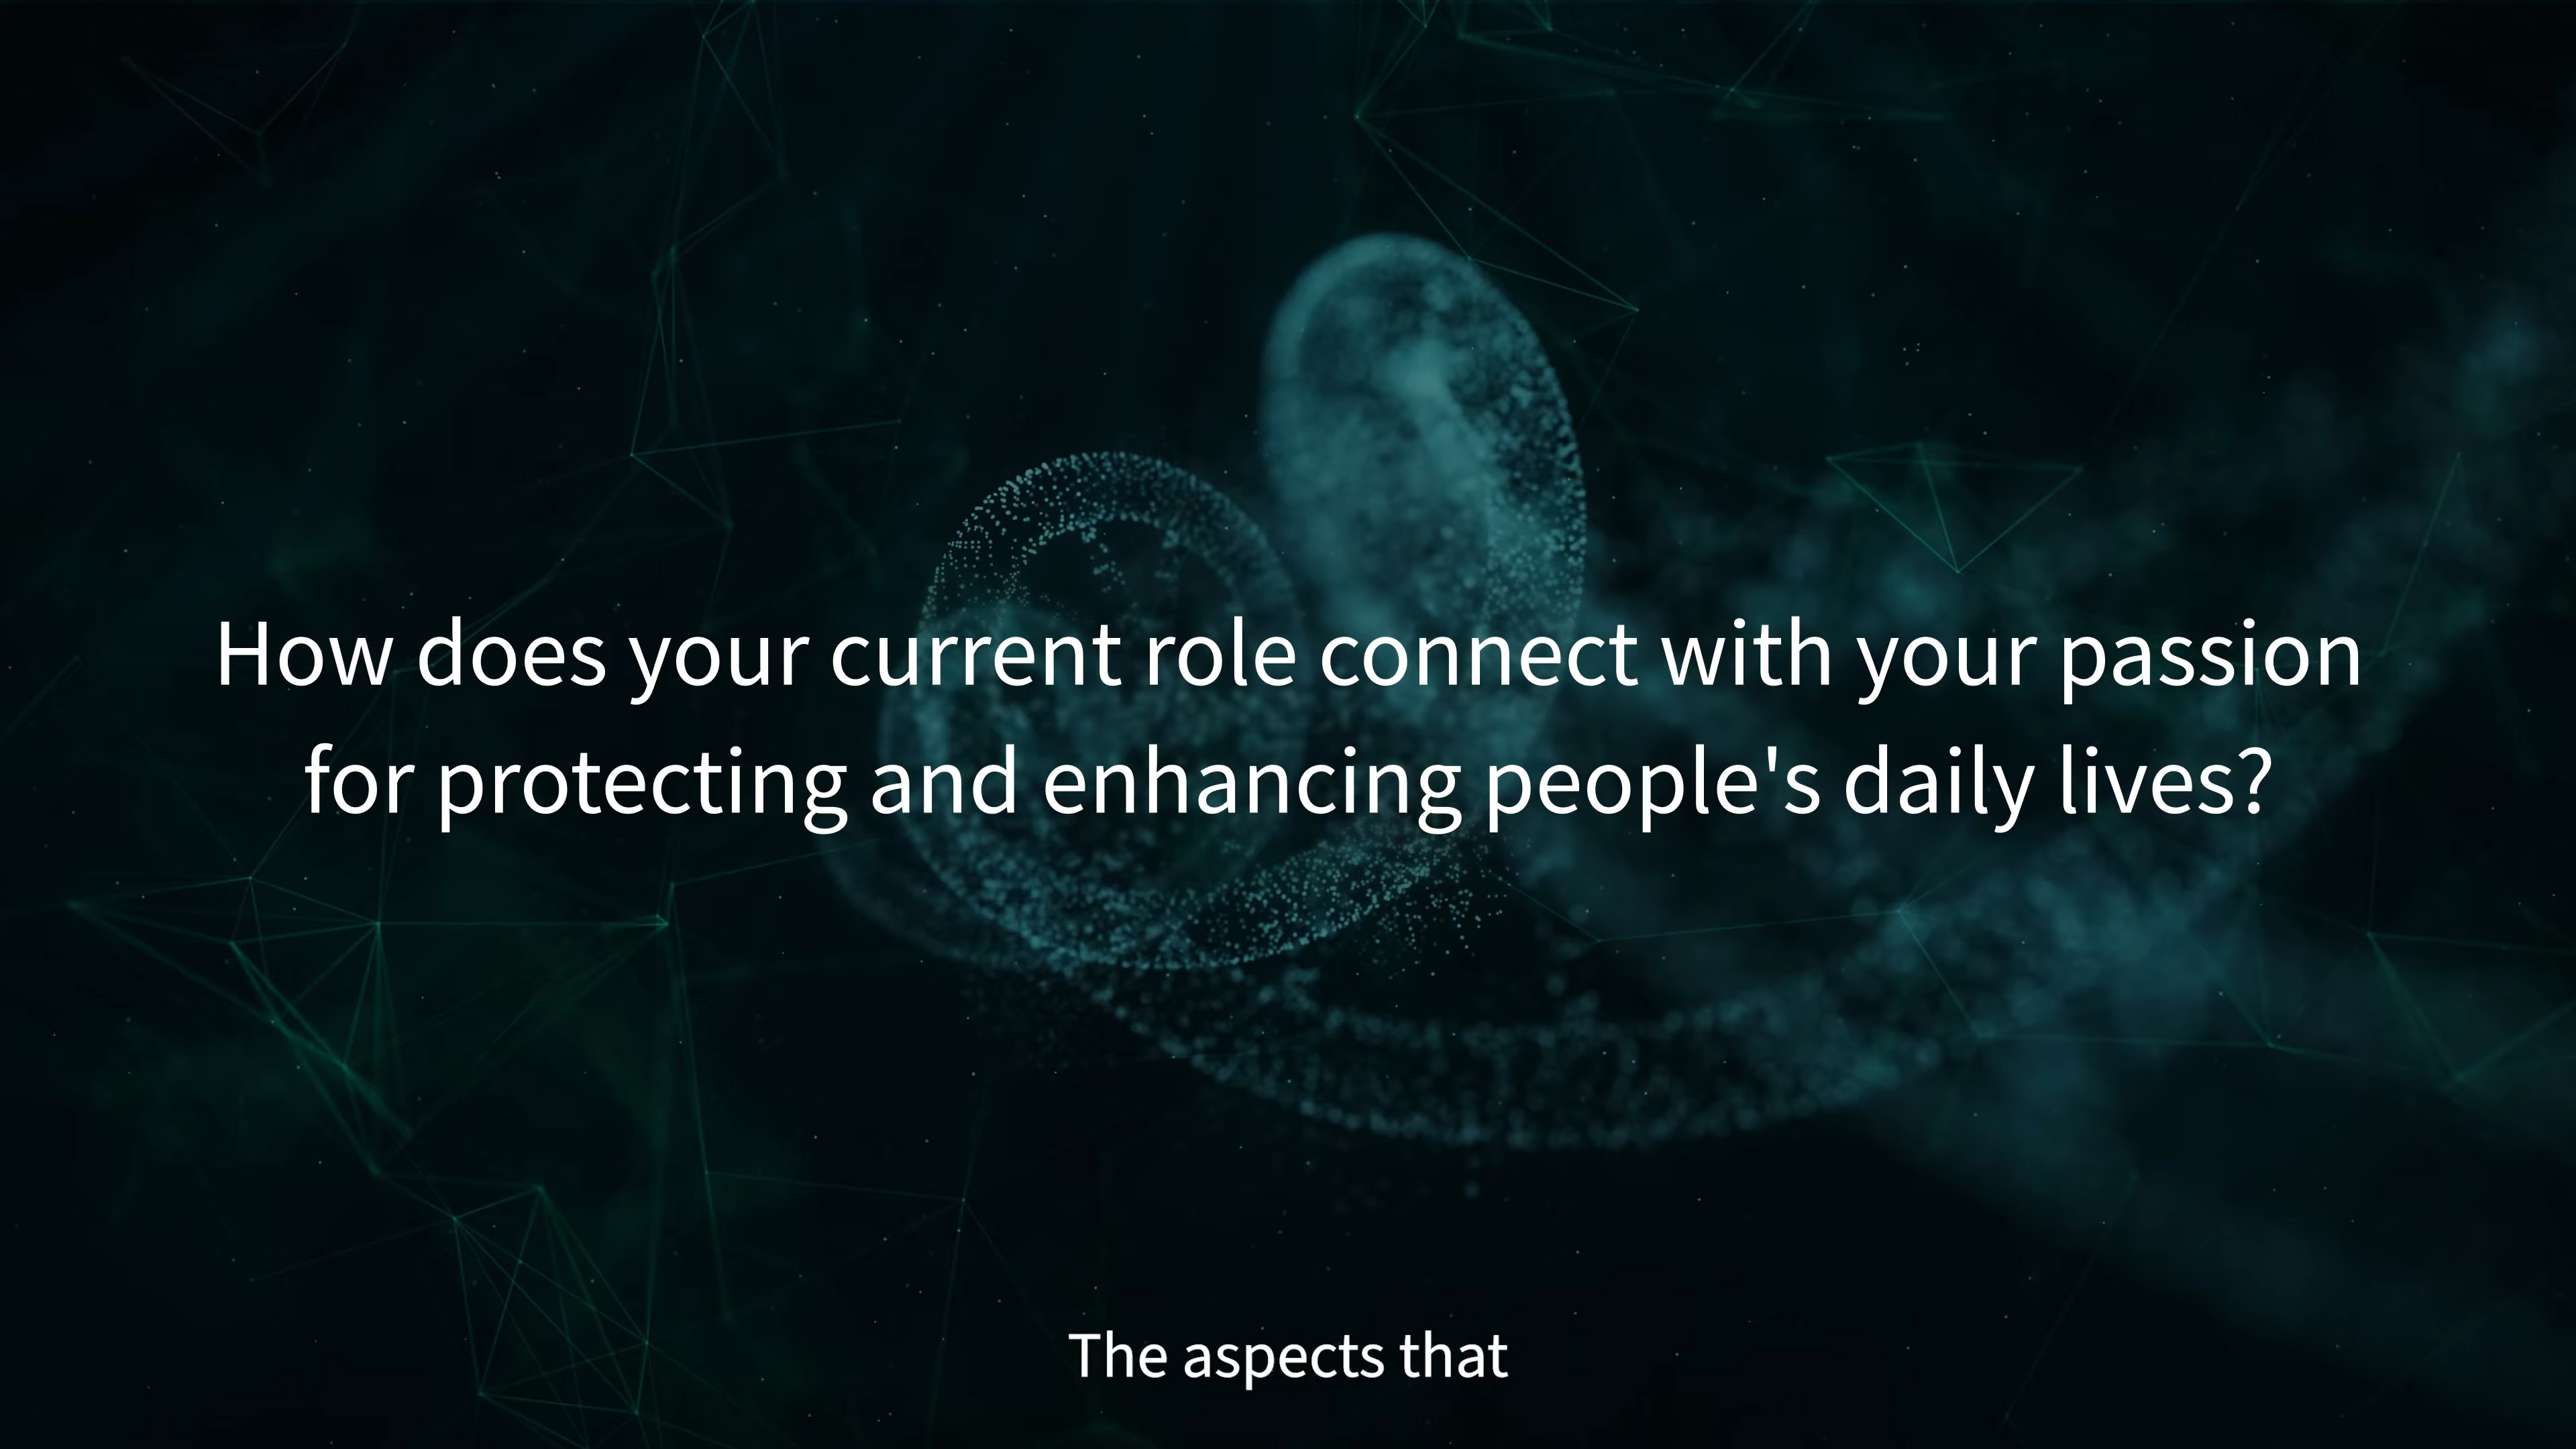 How does your current role connect with your passion
for protecting and enhancing people's daily lives?
The aspects that